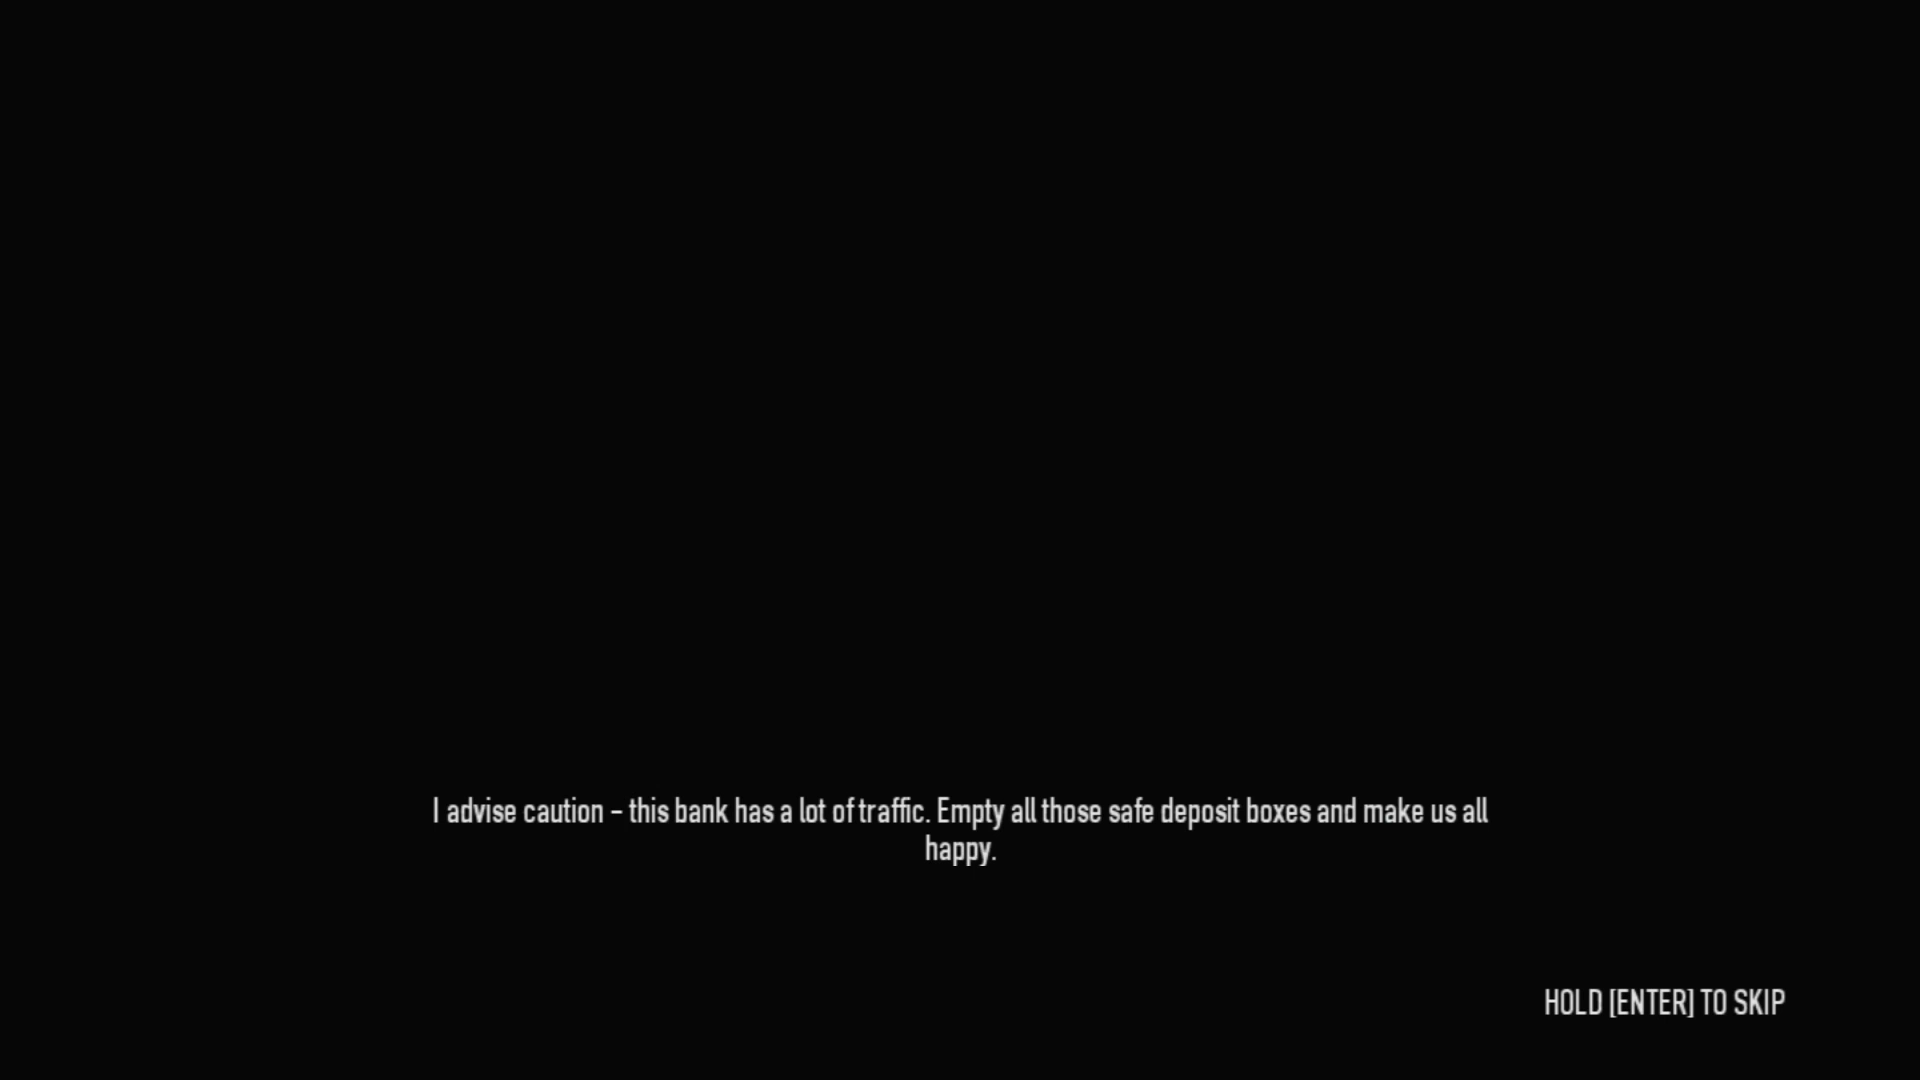 I advise caution – this bank has a lot of traffic. Empty all those safe deposit boxes and make us all
happy.
HOLD [ENTER] TO SKIP